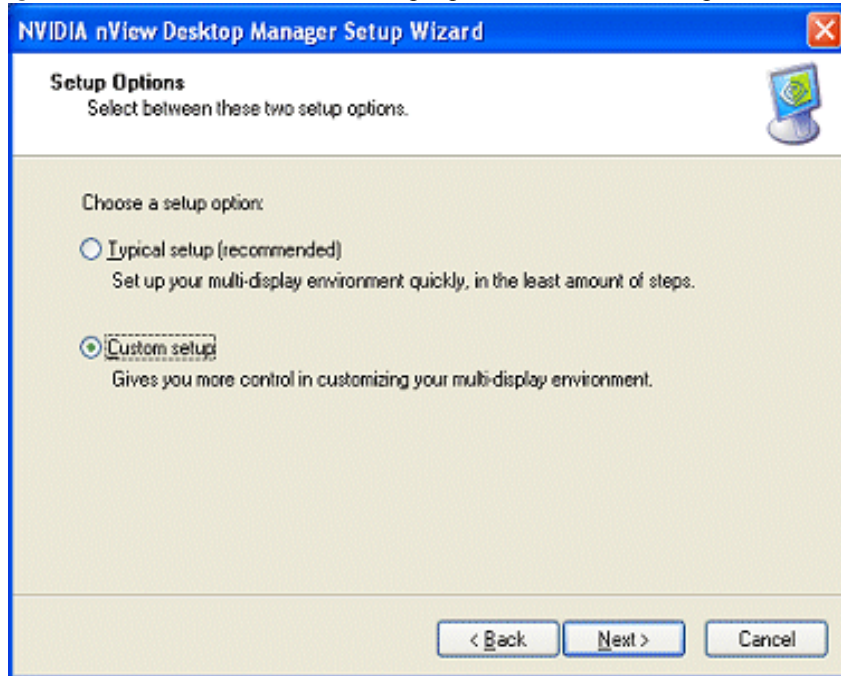 NVIDIA nView Desktop Manager Setup Wizard
Setup Options
Select between these two setup options.
Choose a setup option:
Typical setup (recommended)
Set up your multi-display environment quickly, in the least amount of steps.
Custom setup
Gives you more control in customizing your multi-display environment.
< Back Next > Cancel